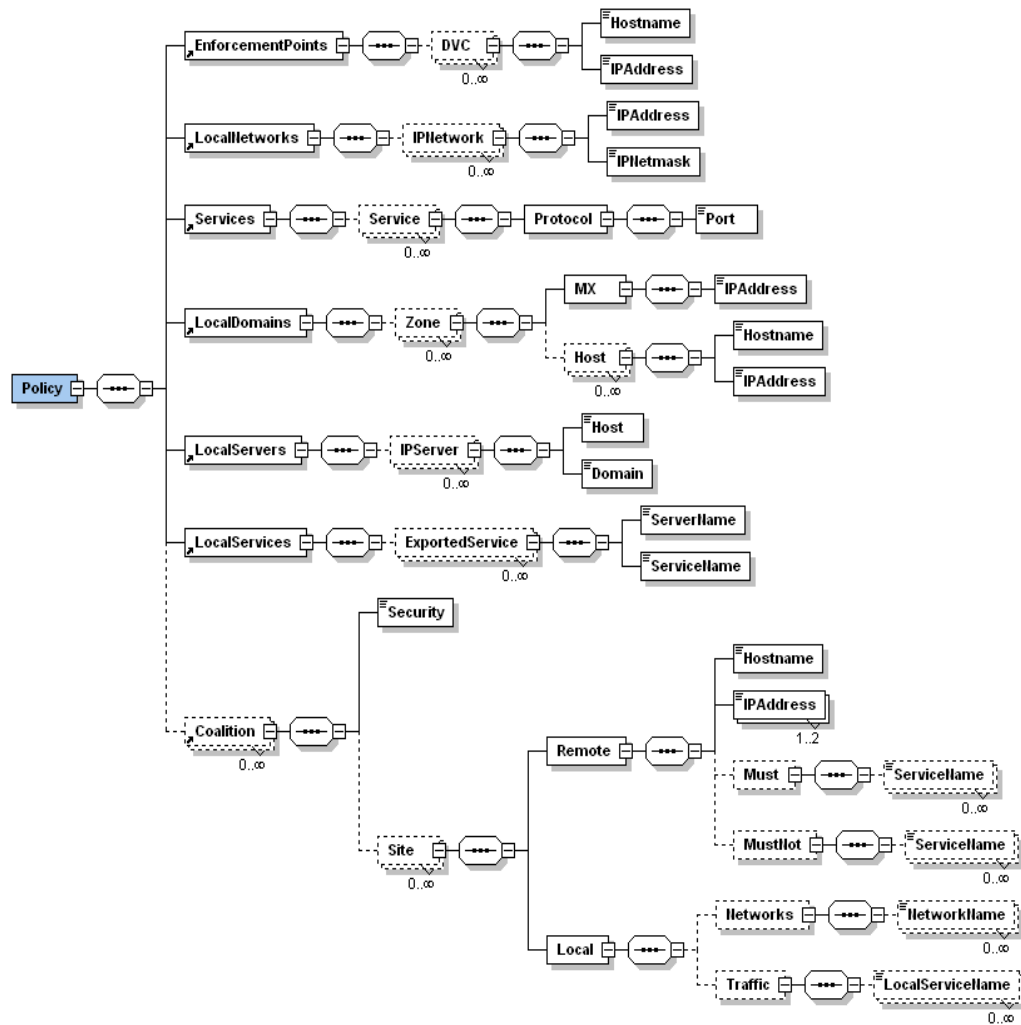 Policy
EnforcementPoints
DVC
0..∞
Hostname
IPAddress
LocalNetworks
IPNetwork
0..∞
IPAddress
IPNetmask
Services
Service
0..∞
Protocol
Port
LocalDomains
Zone
0..∞
MX
IPAddress
Host
0..∞
Hostname
IPAddress
LocalServers
IPServer
0..∞
Host
Domain
LocalServices
ExportedService
0..∞
ServerName
ServiceName
Coalition
0..∞
Security
Site
0..∞
Remote
Hostname
IPAddress
1..2
Must
ServiceName
0..∞
MustNot
ServiceName
0..∞
Local
Networks
NetworkName
0..∞
Traffic
LocalServiceName
0..∞